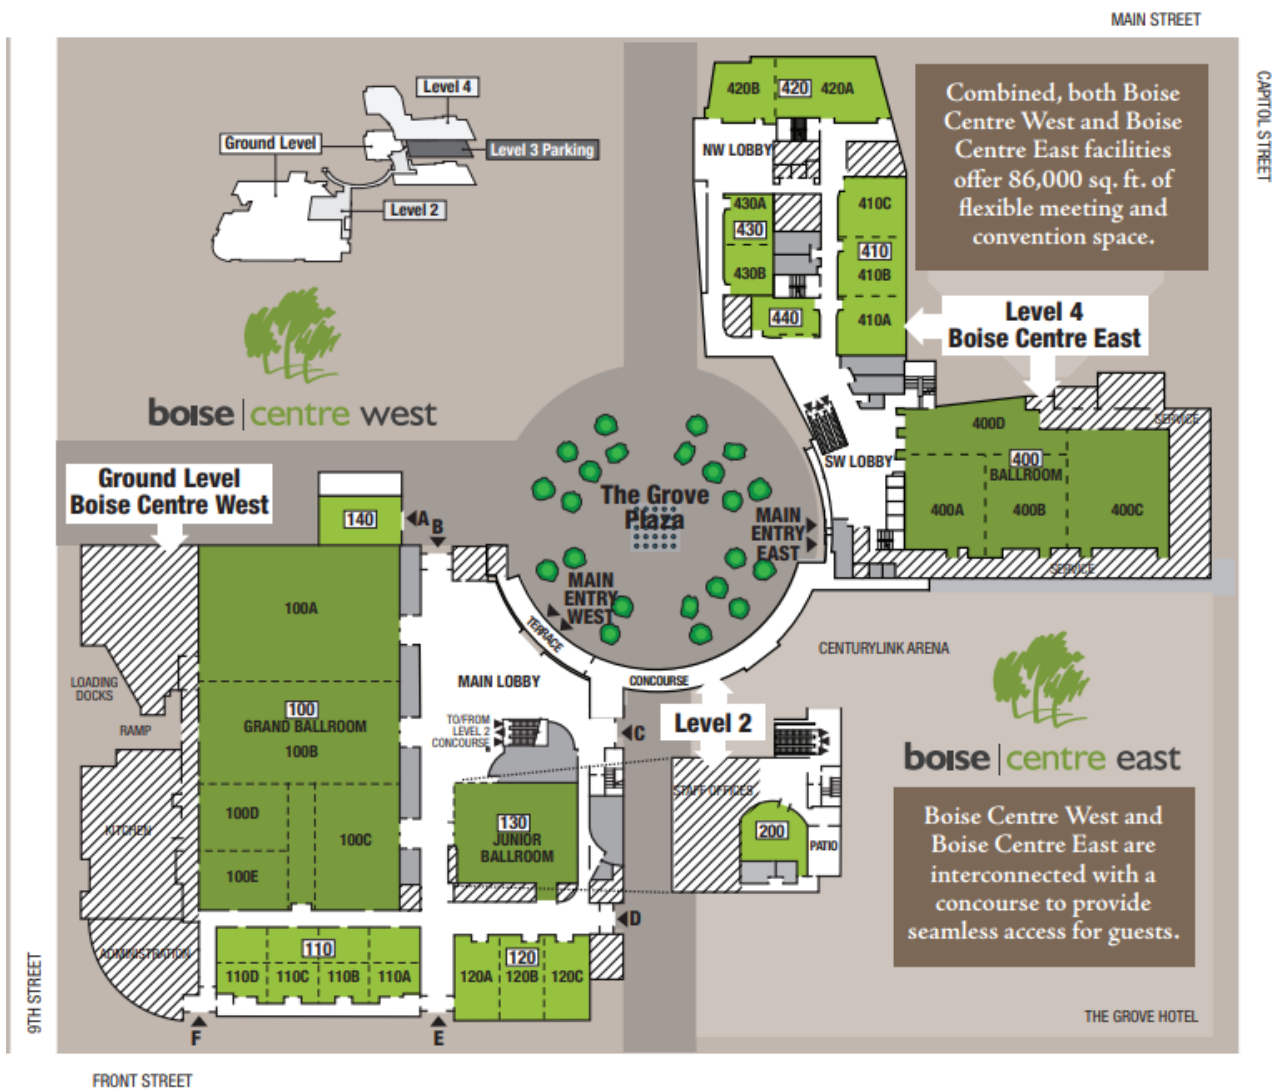 MAIN STREET
CAPITOL STREET
Level 4
Ground Level
Level 3 Parking
Level 2
420B
420
420A
NW LOBBY
430A
430
430B
440
410C
410
410B
410A
Combined, both Boise
Centre West and Boise
Centre East facilities
offer 86,000 sq. ft. of
flexible meeting and
convention space.
Level 4
Boise Centre East
boise | centre west
Ground Level
Boise Centre West
140
A
B
The Grove
Plaza
MAIN
ENTRY
EAST
MAIN
ENTRY
WEST
TERRACE
CONCOURSE
SW LOBBY
400D
400
BALLROOM
400A
400B
400C
SERVICE
SERVICE
CENTURYLINK ARENA
100A
LOADING
DOCKS
RAMP
100
GRAND BALLROOM
100B
100D
100C
100E
KITCHEN
ADMINISTRATION
MAIN LOBBY
TO/FROM
LEVEL 2
CONCOURSE
C
130
JUNIOR
BALLROOM
D
Level 2
STAFF OFFICES
200
PATIO
boise | centre east
Boise Centre West and
Boise Centre East are
interconnected with a
concourse to provide
seamless access for guests.
110
110D
110C
110B
110A
120
120A
120B
120C
F
E
THE GROVE HOTEL
9TH STREET
FRONT STREET